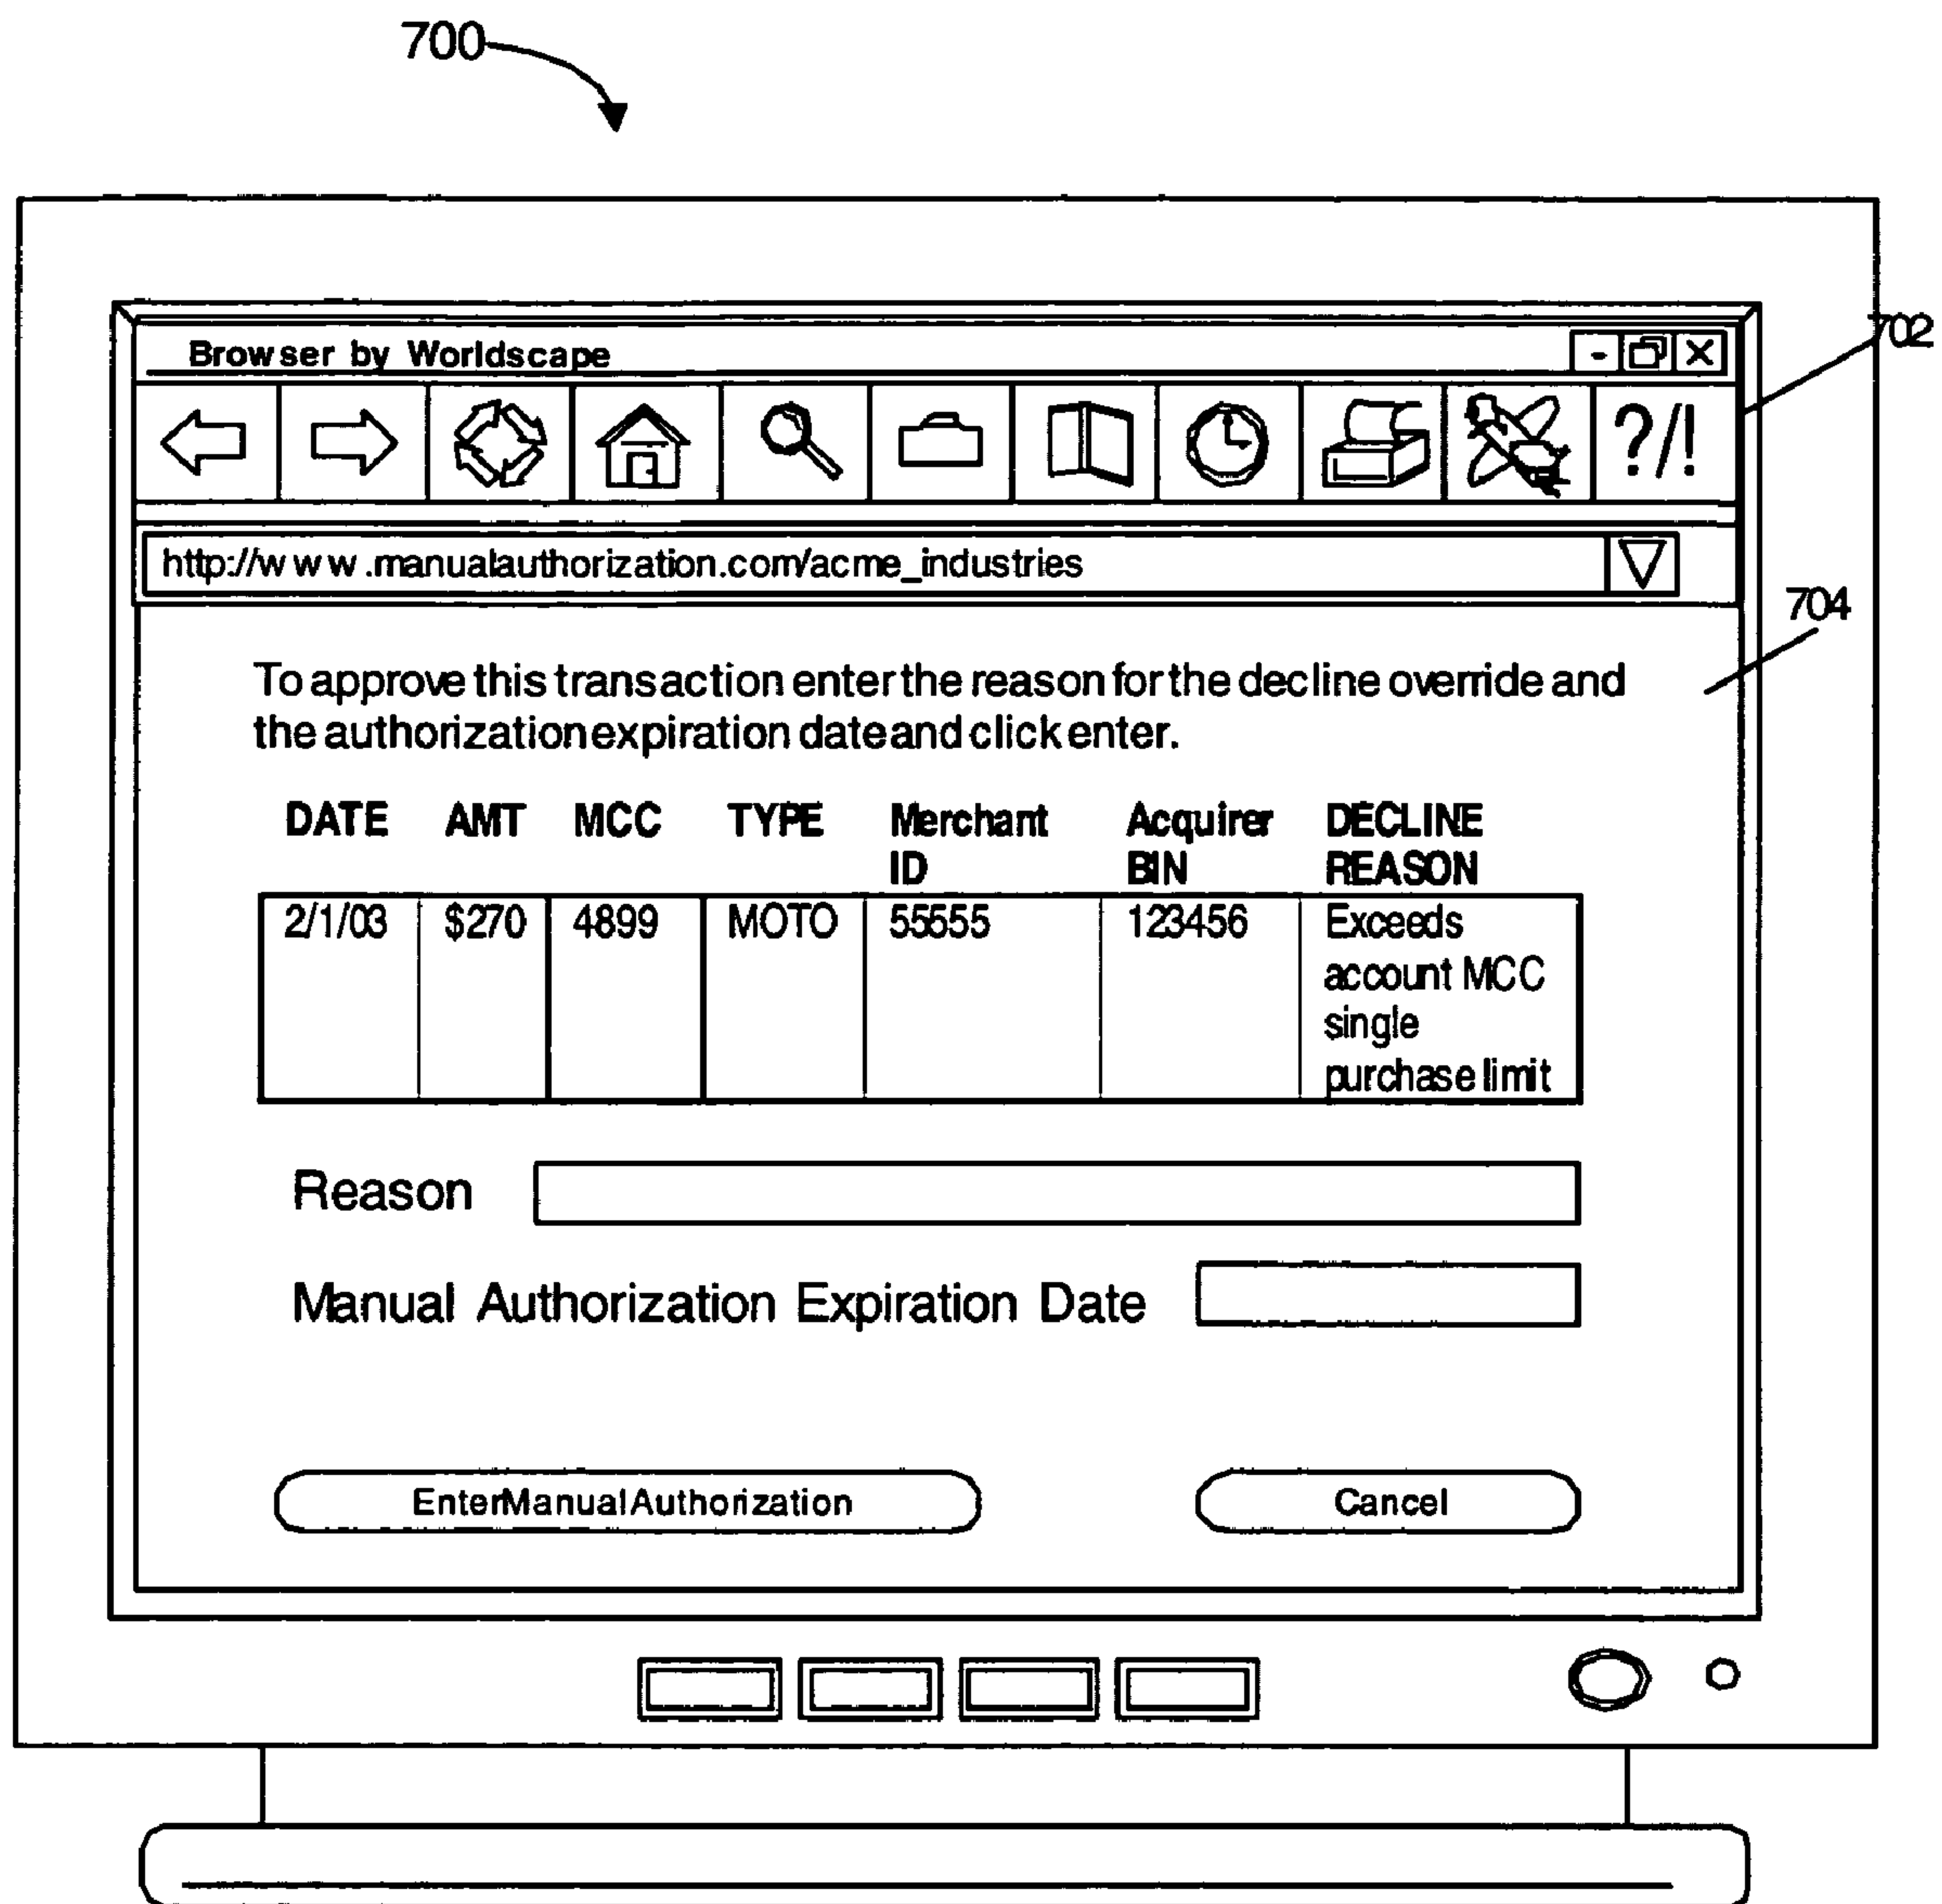 700
702
Browser by Worldscape
?/!
http://www.manualauthorization.com/acme_industries
704
To approve this transaction enter the reason for the decline override and
the authorization expiration date and click enter.
DATE AMT MCC TYPE Merchant ID Acquirer BIN DECLINE REASON
2/1/03 $270 4899 MOTO 55555 123456 Exceeds
account MCC
single
purchase limit
Reason
Manual Authorization Expiration Date
Enter Manual Authorization Cancel